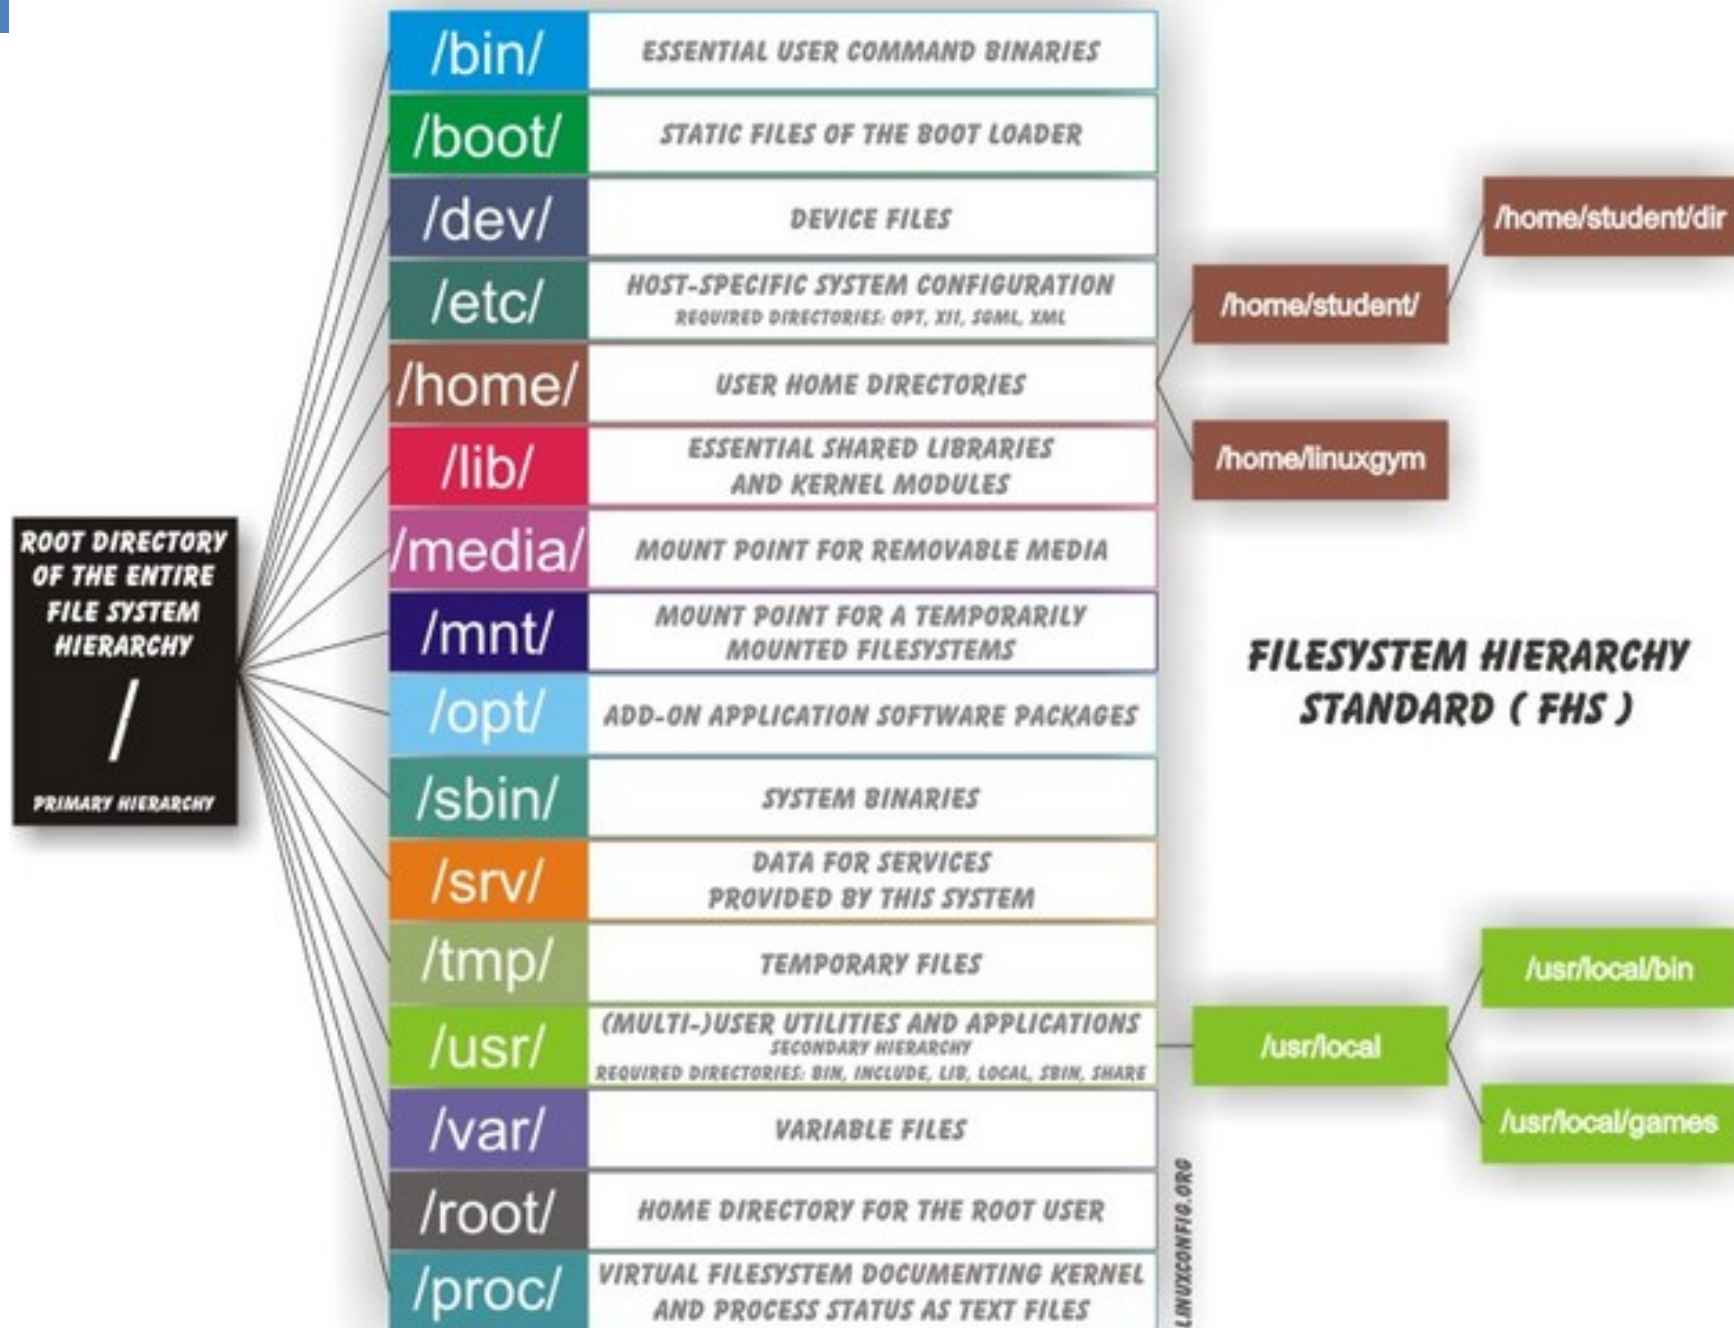 ROOT DIRECTORY
OF THE ENTIRE
FILE SYSTEM
HIERARCHY
/
PRIMARY HIERARCHY
/bin/
ESSENTIAL USER COMMAND BINARIES
/boot/
STATIC FILES OF THE BOOT LOADER
/dev/
DEVICE FILES
/etc/
HOST-SPECIFIC SYSTEM CONFIGURATION
REQUIRED DIRECTORIES: OPT, X11, SGML, XML
/home/
USER HOME DIRECTORIES
/lib/
ESSENTIAL SHARED LIBRARIES
AND KERNEL MODULES
/media/
MOUNT POINT FOR REMOVABLE MEDIA
/mnt/
MOUNT POINT FOR A TEMPORARILY
MOUNTED FILESYSTEMS
/opt/
ADD-ON APPLICATION SOFTWARE PACKAGES
/sbin/
SYSTEM BINARIES
/srv/
DATA FOR SERVICES
PROVIDED BY THIS SYSTEM
/tmp/
TEMPORARY FILES
/usr/
(MULTI-)USER UTILITIES AND APPLICATIONS
SECONDARY HIERARCHY
REQUIRED DIRECTORIES: BIN, INCLUDE, LIB, LOCAL, SBIN, SHARE
/var/
VARIABLE FILES
/root/
HOME DIRECTORY FOR THE ROOT USER
/proc/
VIRTUAL FILESYSTEM DOCUMENTING KERNEL
AND PROCESS STATUS AS TEXT FILES
/home/student/
/home/student/dir
/home/linuxgym
FILESYSTEM HIERARCHY
STANDARD ( FHS )
/usr/local
/usr/local/bin
/usr/local/games
LINUXCONFIG.ORG